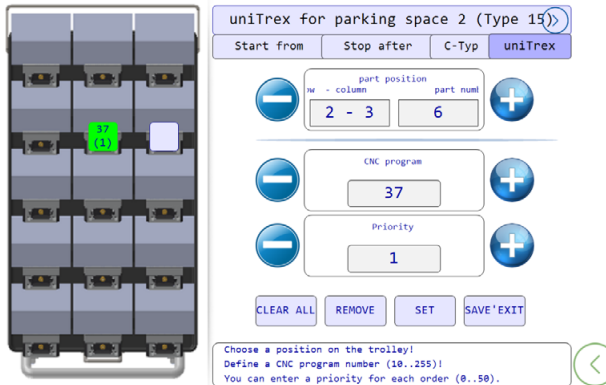 uniTrex for parking space 2 (Type 15)
Start from
Stop after
C-Typ
uniTrex
part position
ow - column
part numb
2 - 3
6
37
(1)
CNC program
37
Priority
1
CLEAR ALL
REMOVE
SET
SAVE'EXIT
Choose a position on the trolley!
Define a CNC program number (10..255)!
You can enter a priority for each order (0..50).